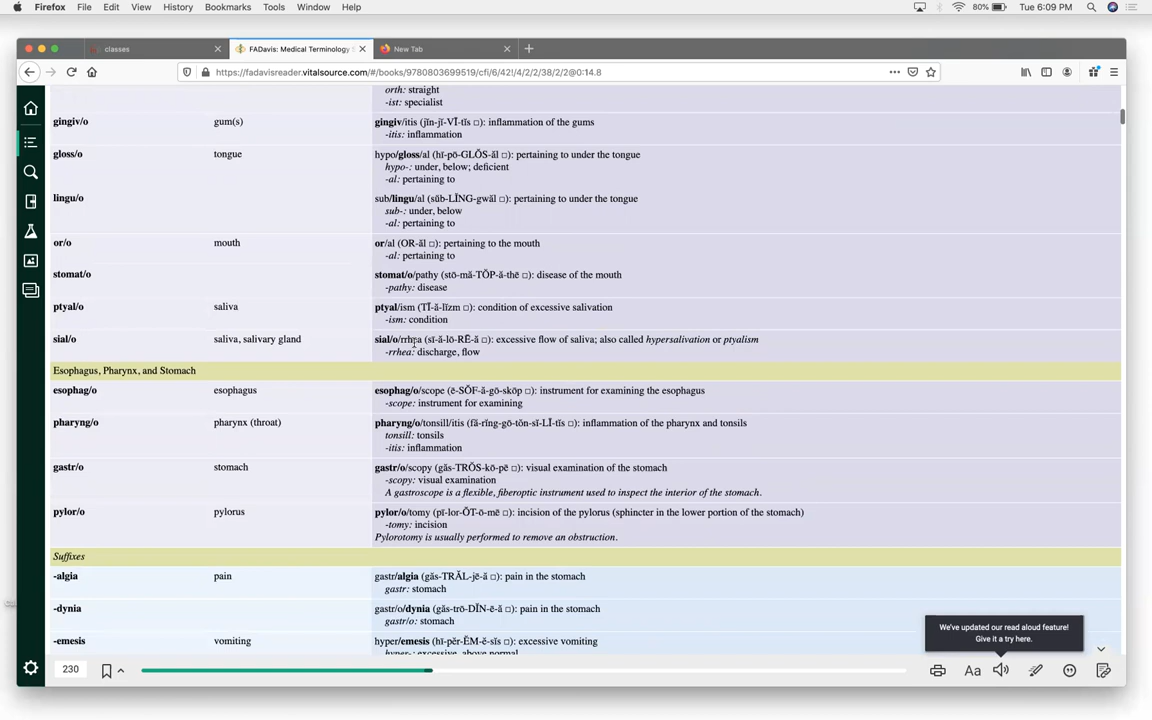 Firefox File Edit View History Bookmarks Tools Window Help 80% Tue 6:09 PM
classes FADavis: Medical Terminology New Tab
https://fadavisreader.vitalsource.com/#/books/9780803699519/cfi/6/42!/4/2/2/38/2/2@0:14.8
orth: straight
-ist: specialist
gingiv/o gum(s) gingiv/itis (jĭn-jĭ-VĪ-tĭs □): inflammation of the gums
-itis: inflammation
gloss/o tongue hypo/gloss/al (hī-pō-GLŎS-ăl □): pertaining to under the tongue
hypo-: under, below; deficient
-al: pertaining to
lingu/o sub/lingu/al (sŭb-LĬNG-gwăl □): pertaining to under the tongue
sub-: under, below
-al: pertaining to
or/o mouth or/al (OR-ăl □): pertaining to the mouth
-al: pertaining to
stomat/o stomat/o/pathy (stō-mă-TŎP-ă-thē □): disease of the mouth
-pathy: disease
ptyal/o saliva ptyal/ism (TĪ-ă-lĭzm □): condition of excessive salivation
-ism: condition
sial/o saliva, salivary gland sial/o/rrhea (sī-ă-lō-RĒ-ă □): excessive flow of saliva; also called hypersalivation or ptyalism
-rrhea: discharge, flow
Esophagus, Pharynx, and Stomach
esophag/o esophagus esophag/o/scope (ē-SŎF-ă-gō-skōp □): instrument for examining the esophagus
-scope: instrument for examining
pharyng/o pharynx (throat) pharyng/o/tonsill/itis (fă-rĭng-gō-tŏn-sĭ-LĪ-tĭs □): inflammation of the pharynx and tonsils
tonsill: tonsils
-itis: inflammation
gastr/o stomach gastr/o/scopy (găs-TRŎS-kō-pē □): visual examination of the stomach
-scopy: visual examination
A gastroscope is a flexible, fiberoptic instrument used to inspect the interior of the stomach.
pylor/o pylorus pylor/o/tomy (pī-lor-ŎT-ō-mē □): incision of the pylorus (sphincter in the lower portion of the stomach)
-tomy: incision
Pylorotomy is usually performed to remove an obstruction.
Suffixes
-algia pain gastr/algia (găs-TRĂL-jē-ă □): pain in the stomach
gastr: stomach
-dynia gastr/o/dynia (găs-trō-DĬN-ē-ă □): pain in the stomach
gastr/o: stomach
-emesis vomiting hyper/emesis (hī-pĕr-ĔM-ĕ-sĭs □): excessive vomiting
hyper-: excessive, above normal
We've updated our read aloud feature!
Give it a try here.
230 Aa